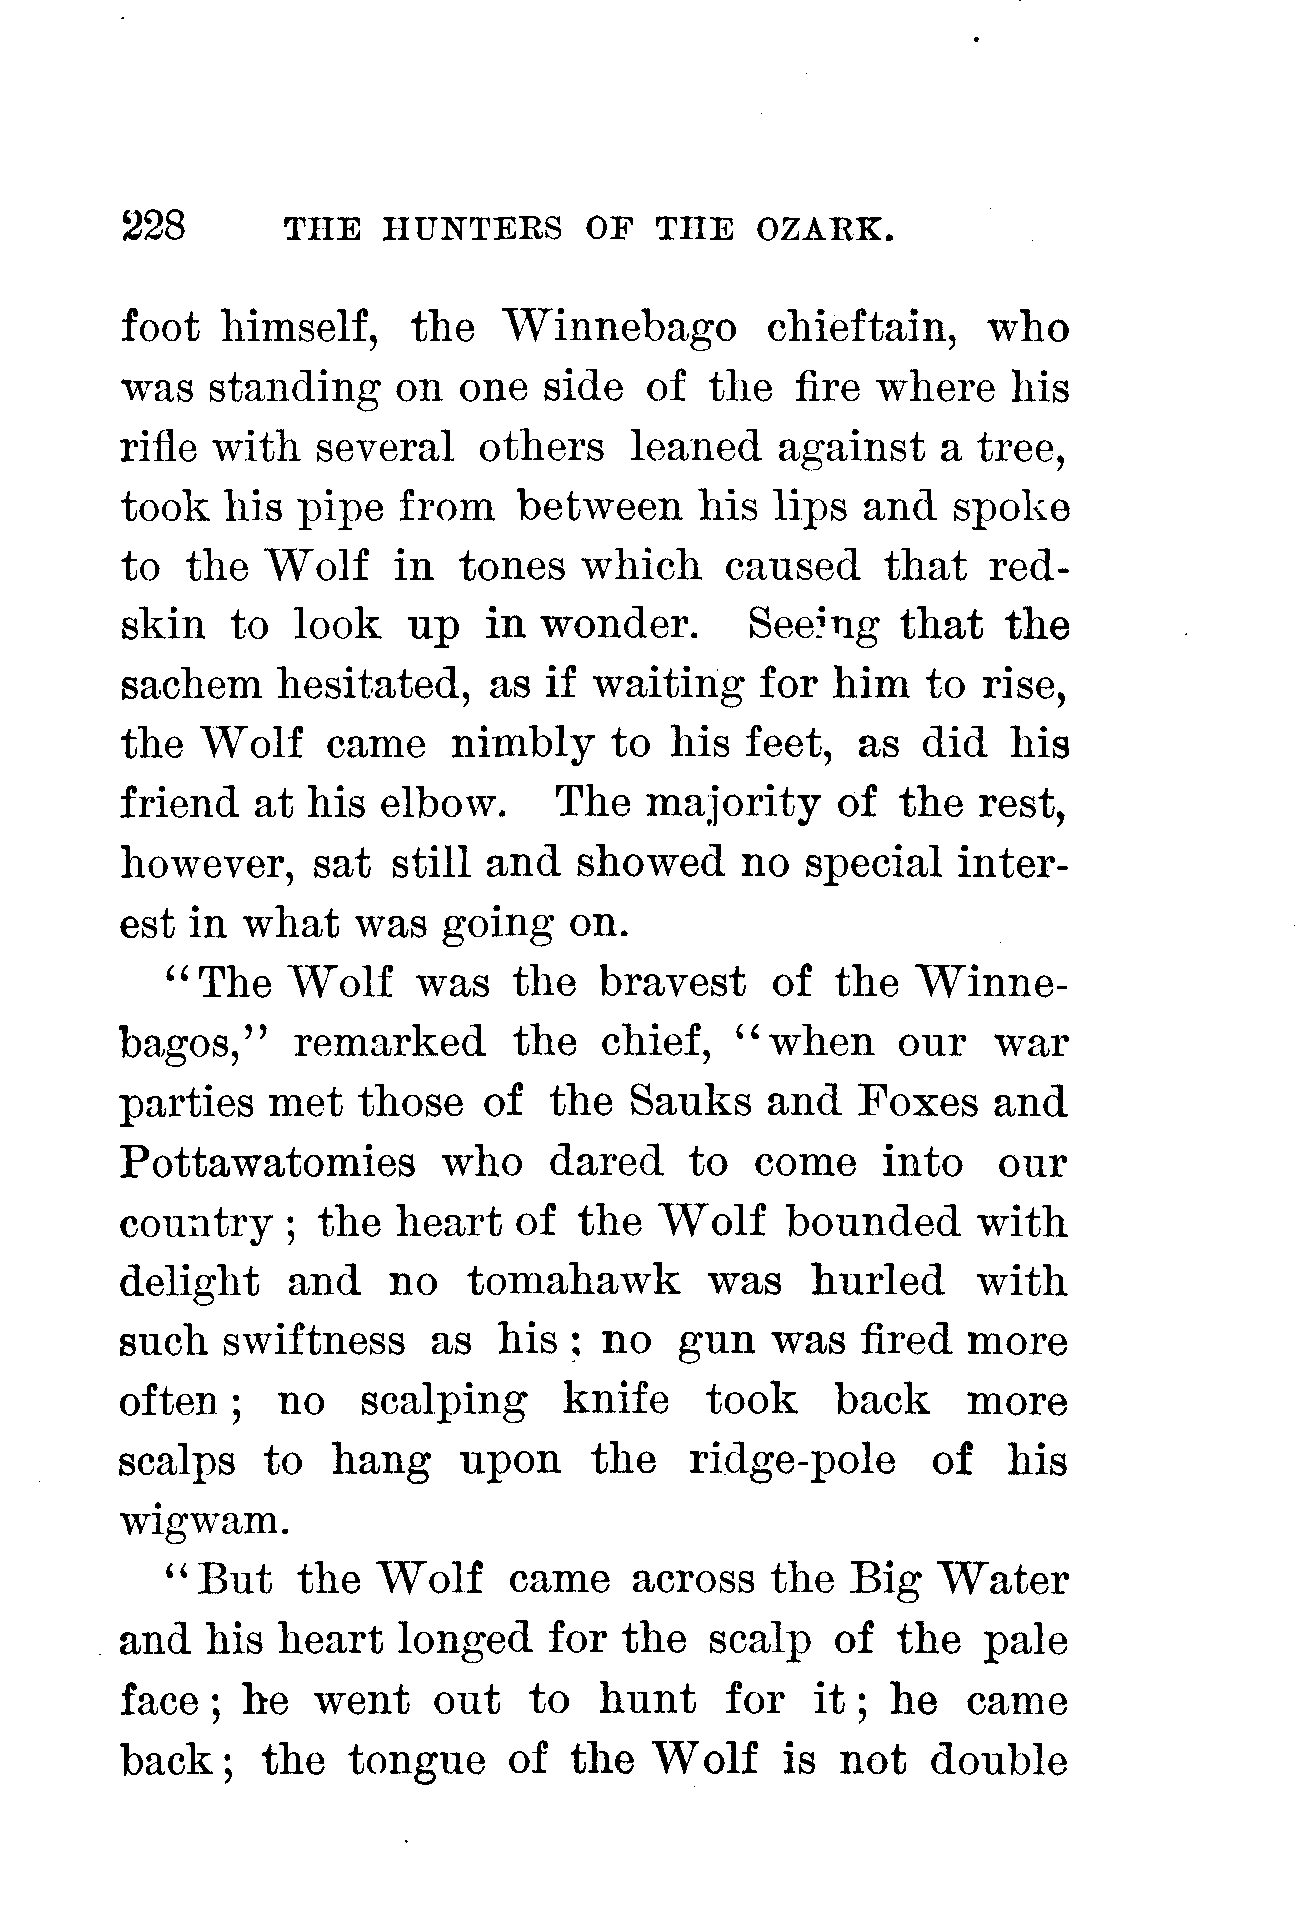 228 THE HUNTERS OF THE OZARK.
foot himself, the Winnebago chieftain, who
was standing on one side of the fire where his
rifle with several others leaned against a tree,
took his pipe from between his lips and spoke
to the Wolf in tones which caused that red-
skin to look up in wonder. Seeing that the
sachem hesitated, as if waiting for him to rise,
the Wolf came nimbly to his feet, as did his
friend at his elbow. The majority of the rest,
however, sat still and showed no special inter-
est in what was going on.
"The Wolf was the bravest of the Winne-
bagos," remarked the chief, "when our war
parties met those of the Sauks and Foxes and
Pottawatomies who dared to come into our
country ; the heart of the Wolf bounded with
delight and no tomahawk was hurled with
such swiftness as his ; no gun was fired more
often ; no scalping knife took back more
scalps to hang upon the ridge-pole of his
wigwam.
"But the Wolf came across the Big Water
and his heart longed for the scalp of the pale
face ; he went out to hunt for it ; he came
back ; the tongue of the Wolf is not double